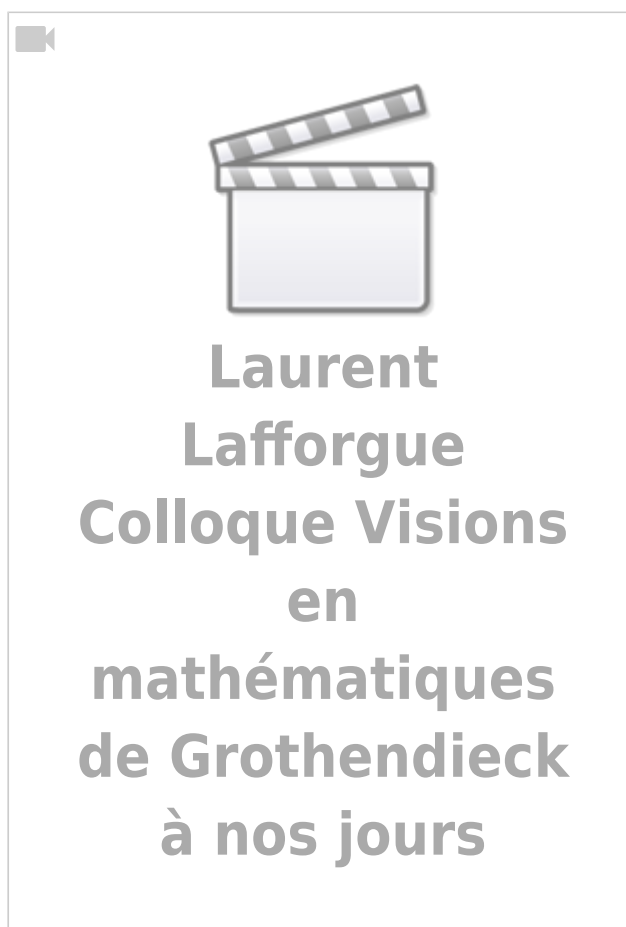 Laurent
Lafforgue
Colloque Visions
en
mathématiques
de Grothendieck
à nos jours